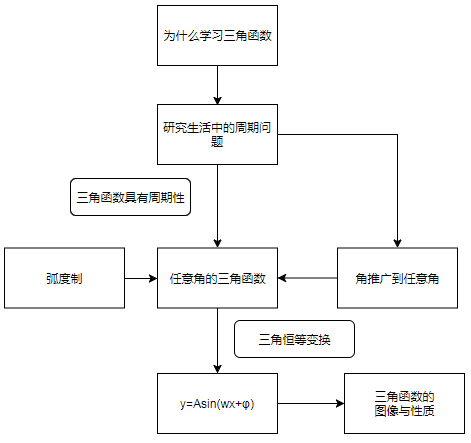 为什么学习三角函数
研究生活中的周期问
题
三角函数具有周期性
弧度制
任意角的三角函数
角推广到任意角
三角恒等变换
y=Asin(wx+φ)
三角函数的
图像与性质